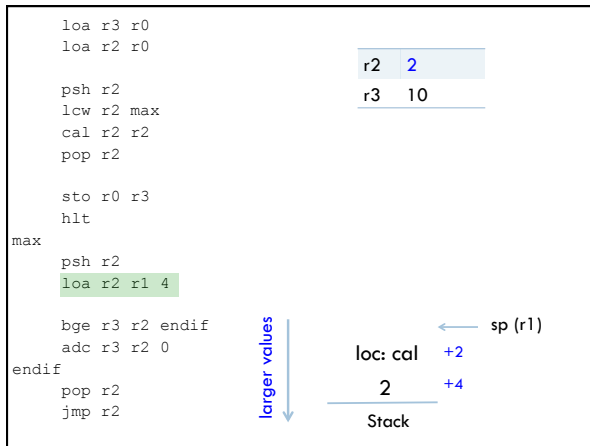 loa r3 r0
loa r2 r0
psh r2
lcw r2 max
cal r2 r2
pop r2
sto r0 r3
hlt
max
psh r2
loa r2 r1 4
bge r3 r2 endif
adc r3 r2 0
endif
pop r2
jmp r2
r2 2
r3 10
larger values
sp (r1)
loc: cal +2
2 +4
Stack